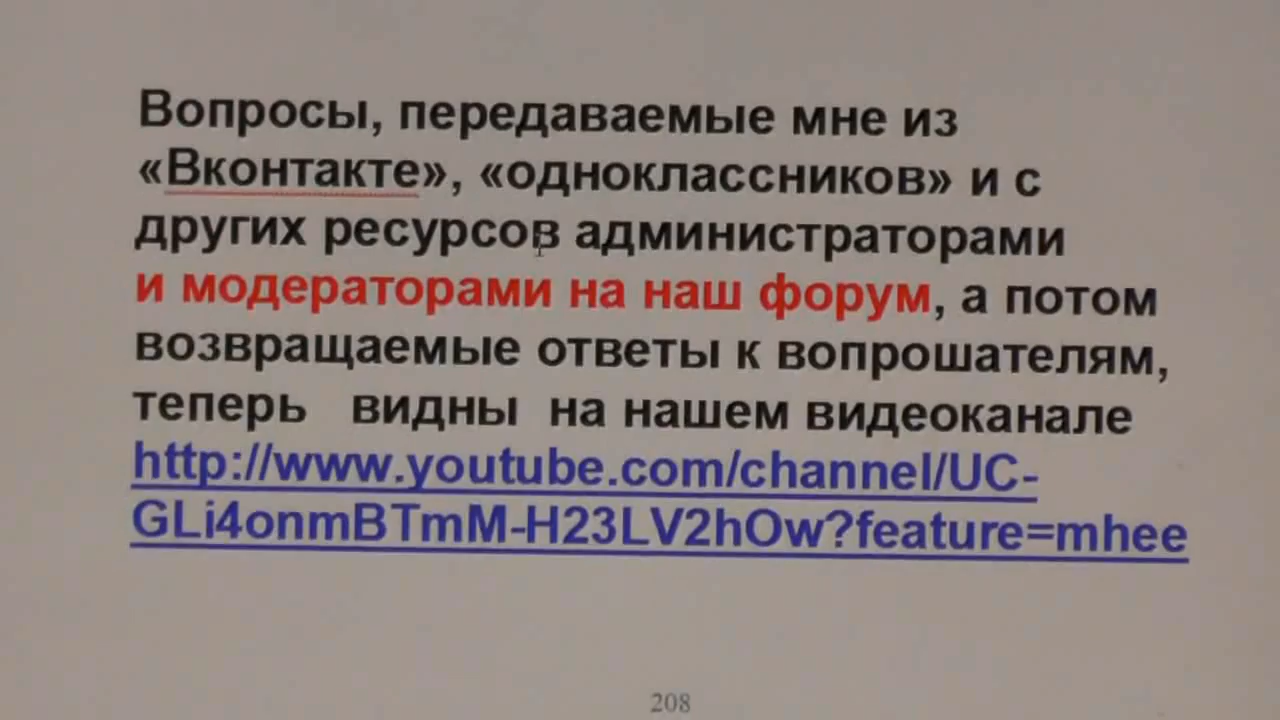 Вопросы, передаваемые мне из
«Вконтакте», «одноклассников» и с
других ресурсов администраторами
и модераторами на наш форум, а потом
возвращаемые ответы к вопрошателям,
теперь видны на нашем видеоканале
http://www.youtube.com/channel/UC-
GLi4onmBTmM-H23LV2hOw?feature=mhee
208